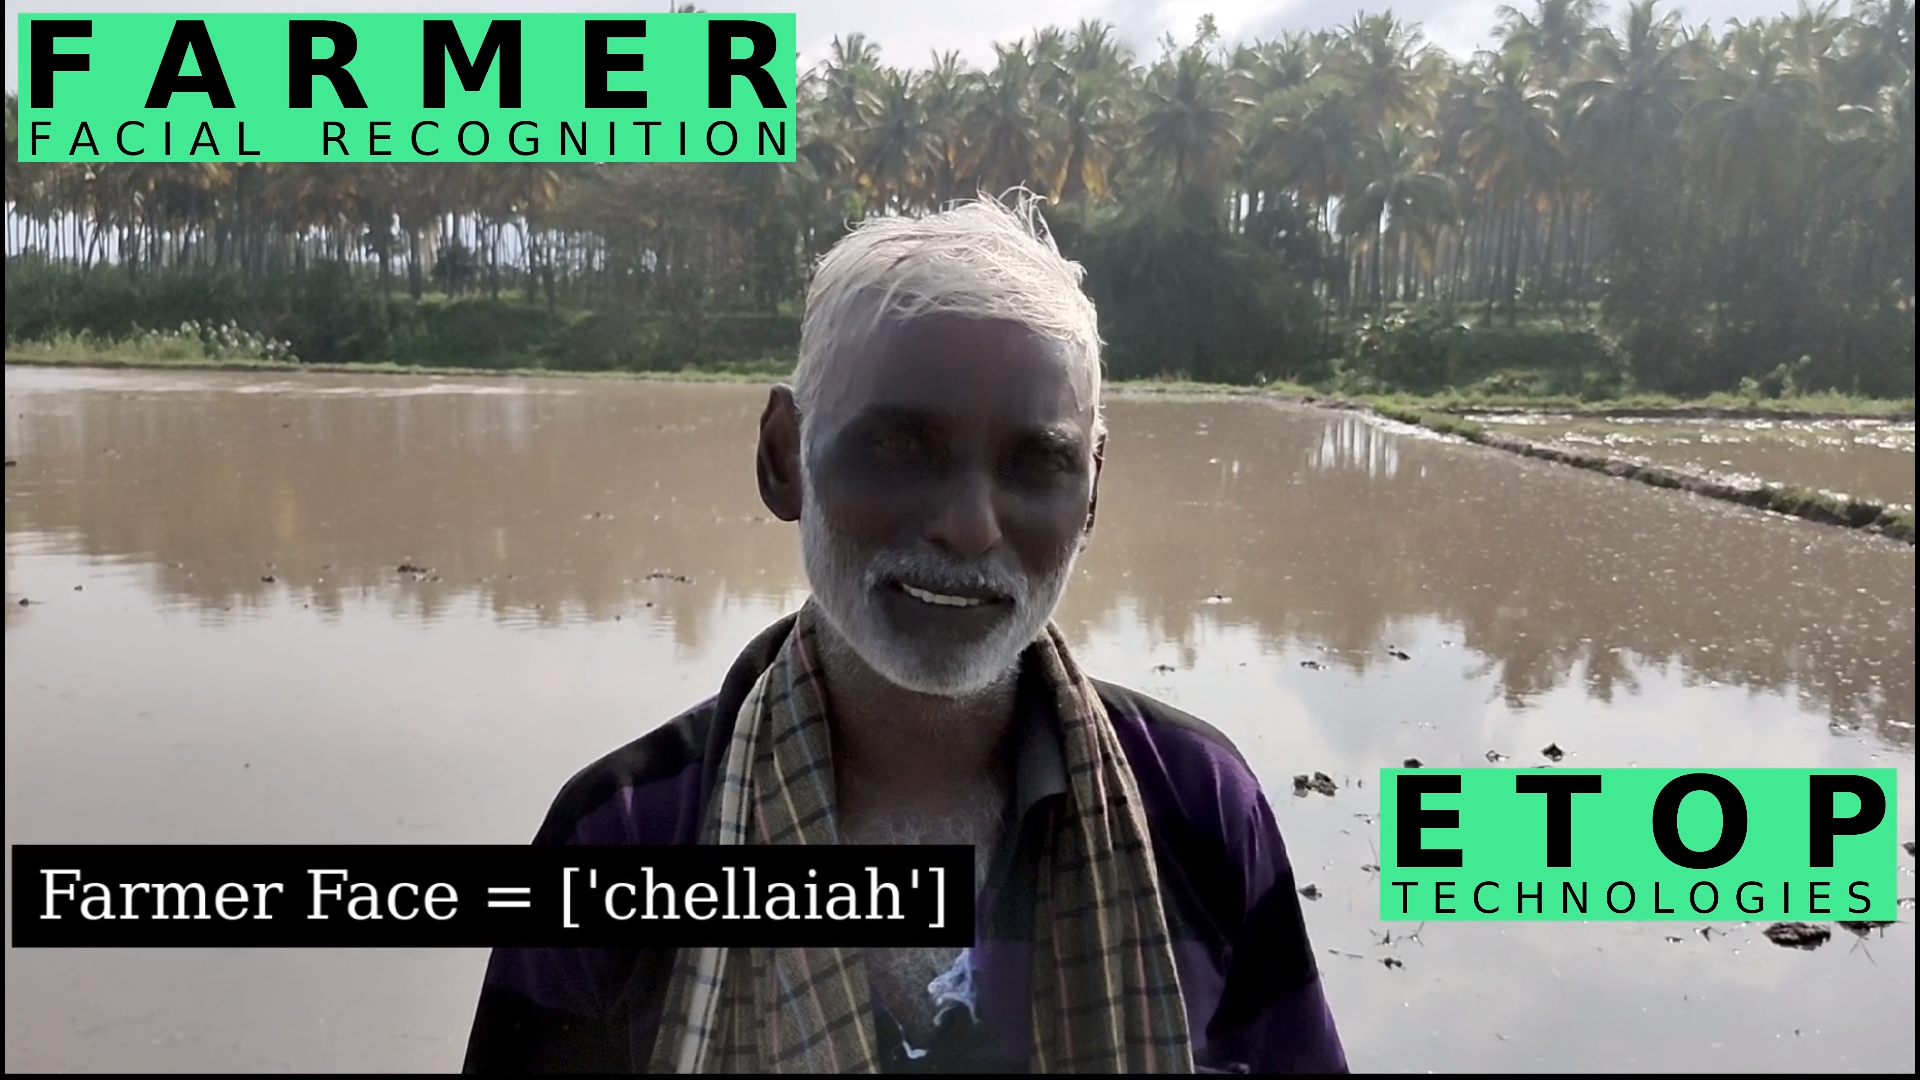 FARMER
FACIAL RECOGNITION
Farmer Face = ['chellaiah']
ETOP
TECHNOLOGIES